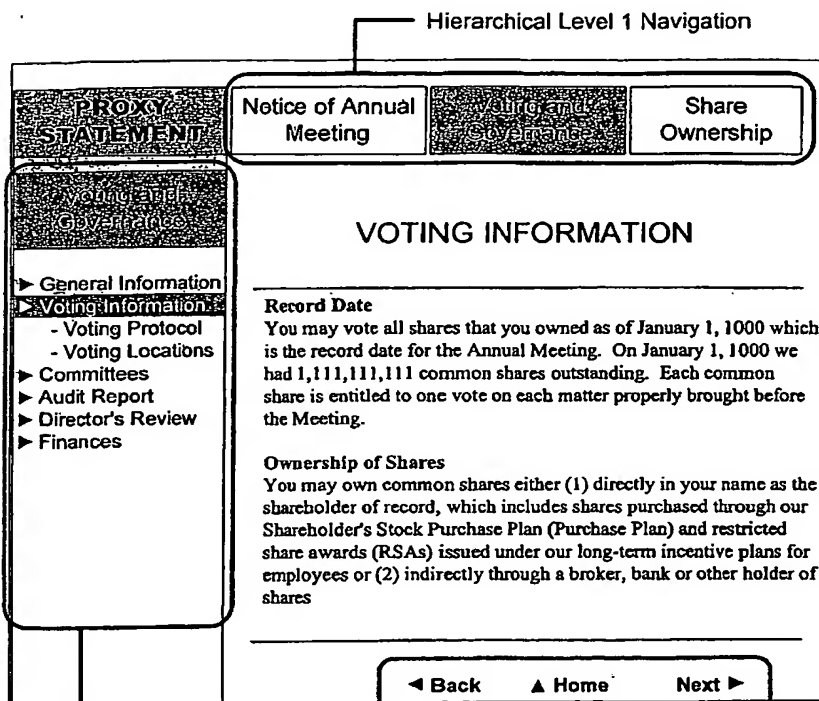 Hierarchical Level 1 Navigation
PROXY
STATEMENT
Notice of Annual
Meeting
Voting and
Governance
Share
Ownership
Voting and
Governance
VOTING INFORMATION
► General Information
► Voting Information
- Voting Protocol
- Voting Locations
► Committees
► Audit Report
► Director's Review
► Finances
Record Date
You may vote all shares that you owned as of January 1, 1000 which
is the record date for the Annual Meeting. On January 1, 1000 we
had 1,111,111,111 common shares outstanding. Each common
share is entitled to one vote on each matter properly brought before
the Meeting.
Ownership of Shares
You may own common shares either (1) directly in your name as the
shareholder of record, which includes shares purchased through our
Shareholder's Stock Purchase Plan (Purchase Plan) and restricted
share awards (RSAs) issued under our long-term incentive plans for
employees or (2) indirectly through a broker, bank or other holder of
shares
◄ Back ▲ Home Next ►